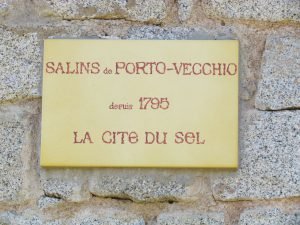 SALINS de PORTO-VECCHIO
depuis 1795
LA CITE DU SEL